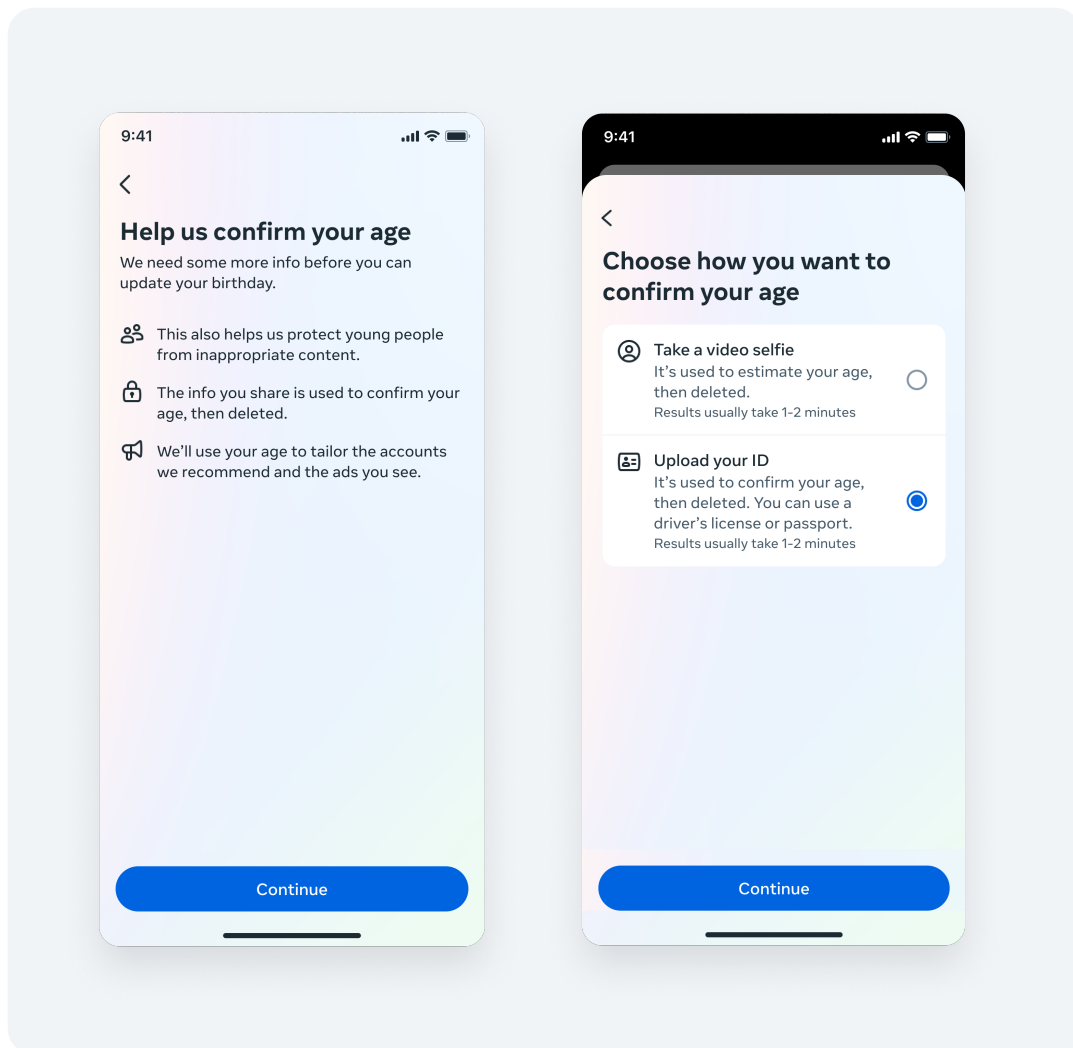 9:41
Help us confirm your age
We need some more info before you can
update your birthday.
This also helps us protect young people
from inappropriate content.
The info you share is used to confirm your
age, then deleted.
We’ll use your age to tailor the accounts
we recommend and the ads you see.
Continue
9:41
Choose how you want to
confirm your age
Take a video selfie
It’s used to estimate your age,
then deleted.
Results usually take 1-2 minutes
Upload your ID
It’s used to confirm your age,
then deleted. You can use a
driver’s license or passport.
Results usually take 1-2 minutes
Continue